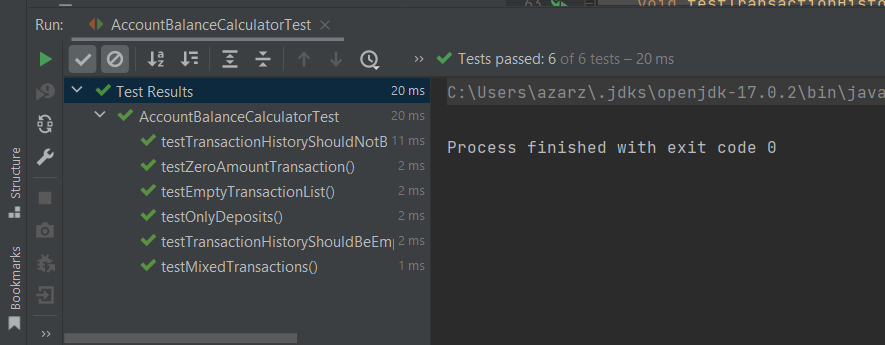 63 void testTransactionHisto
Run: AccountBalanceCalculatorTest
Tests passed: 6 of 6 tests – 20 ms
Test Results 20 ms
C:\Users\azarz\.jdks\openjdk-17.0.2\bin\java
AccountBalanceCalculatorTest 20 ms
testTransactionHistoryShouldNotB 11 ms
Process finished with exit code 0
testZeroAmountTransaction() 2 ms
testEmptyTransactionList() 2 ms
testOnlyDeposits() 2 ms
testTransactionHistoryShouldBeEmp 2 ms
testMixedTransactions() 1 ms
Structure
Bookmarks